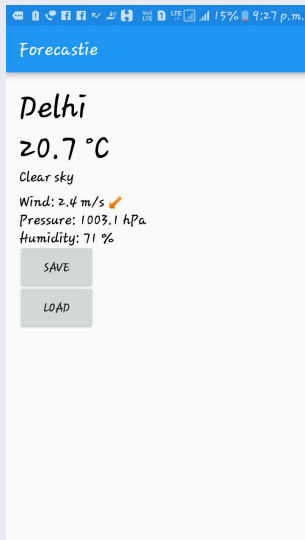 15% 9:27 p.m.
Forecastie
Delhi
20.7 °C
Clear sky
Wind: 2.4 m/s
Pressure: 1003.1 hPa
Humidity: 71 %
SAVE
LOAD